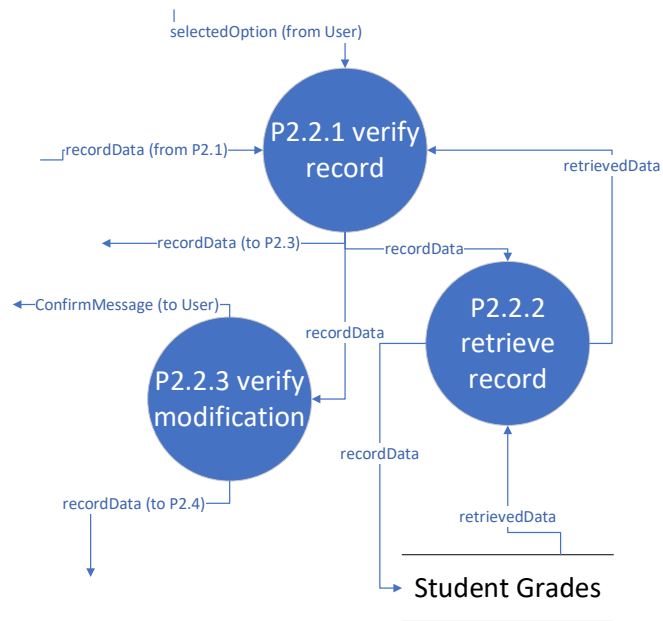 selectedOption (from User)
P2.2.1 verify
record
recordData (from P2.1)
retrievedData
recordData (to P2.3)
recordData
ConfirmMessage (to User)
P2.2.2
retrieve
record
recordData
P2.2.3 verify
modification
recordData
recordData (to P2.4)
retrievedData
Student Grades